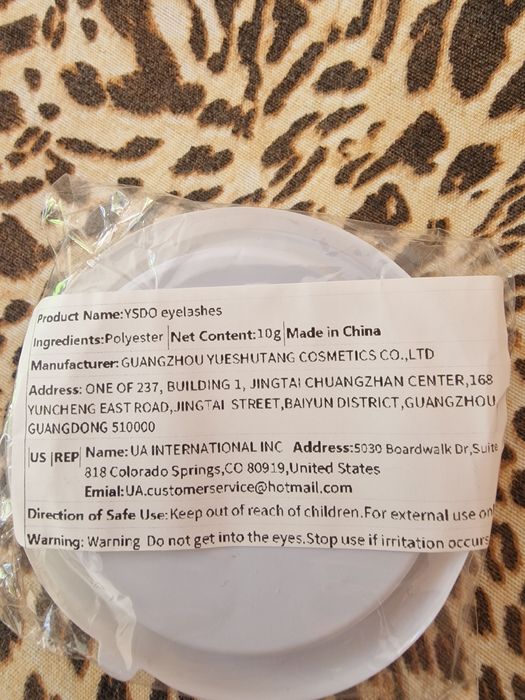 Product Name:YSDO eyelashes
Ingredients:Polyester Net Content:10g Made in China
Manufacturer: GUANGZHOU YUESHUTANG COSMETICS CO.,LTD
Address: ONE OF 237, BUILDING 1, JINGTAI CHUANGZHAN CENTER,168
YUNCHENG EAST ROAD,JINGTAI STREET,BAIYUN DISTRICT,GUANGZHOU
GUANGDONG 510000
US REP Name: UA INTERNATIONAL INC Address:5030 Boardwalk Dr,Suite
818 Colorado Springs,CO 80919,United States
Emial:UA.customerservice@hotmail.com
Direction of Safe Use: Keep out of reach of children.For external use on
Warning: Warning Do not get into the eyes.Stop use if irritation occurs